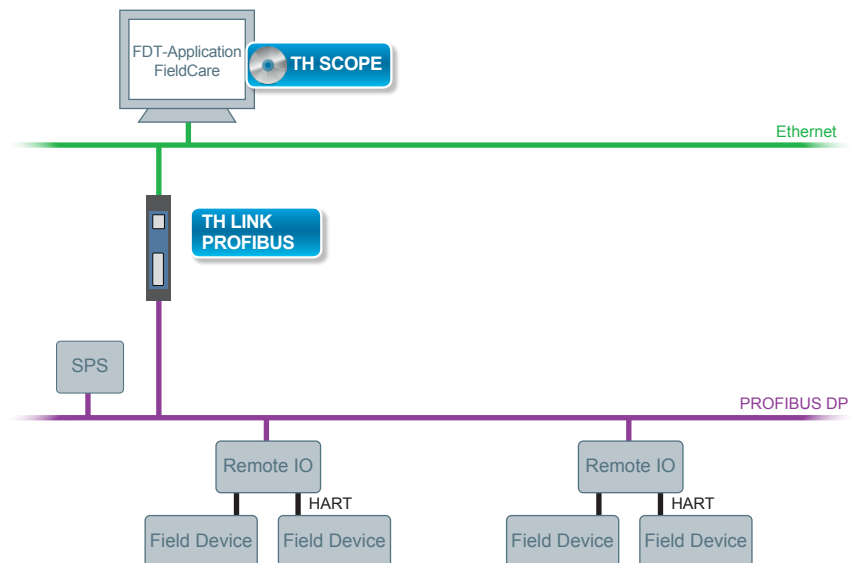 FDT-Application
FieldCare
TH SCOPE
Ethernet
TH LINK
PROFIBUS
SPS
PROFIBUS DP
Remote IO
Remote IO
HART
HART
Field Device
Field Device
Field Device
Field Device